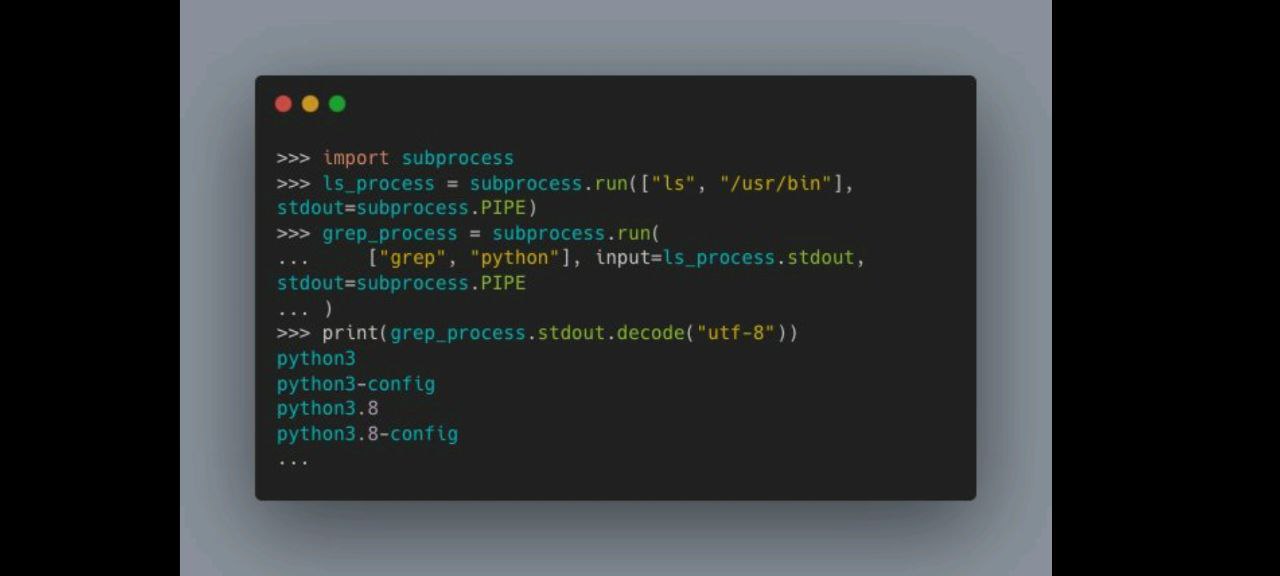 >>> import subprocess
>>> ls_process = subprocess.run(["ls", "/usr/bin"],
stdout=subprocess.PIPE)
>>> grep_process = subprocess.run(
...     ["grep", "python"], input=ls_process.stdout,
stdout=subprocess.PIPE
... )
>>> print(grep_process.stdout.decode("utf-8"))
python3
python3-config
python3.8
python3.8-config
...